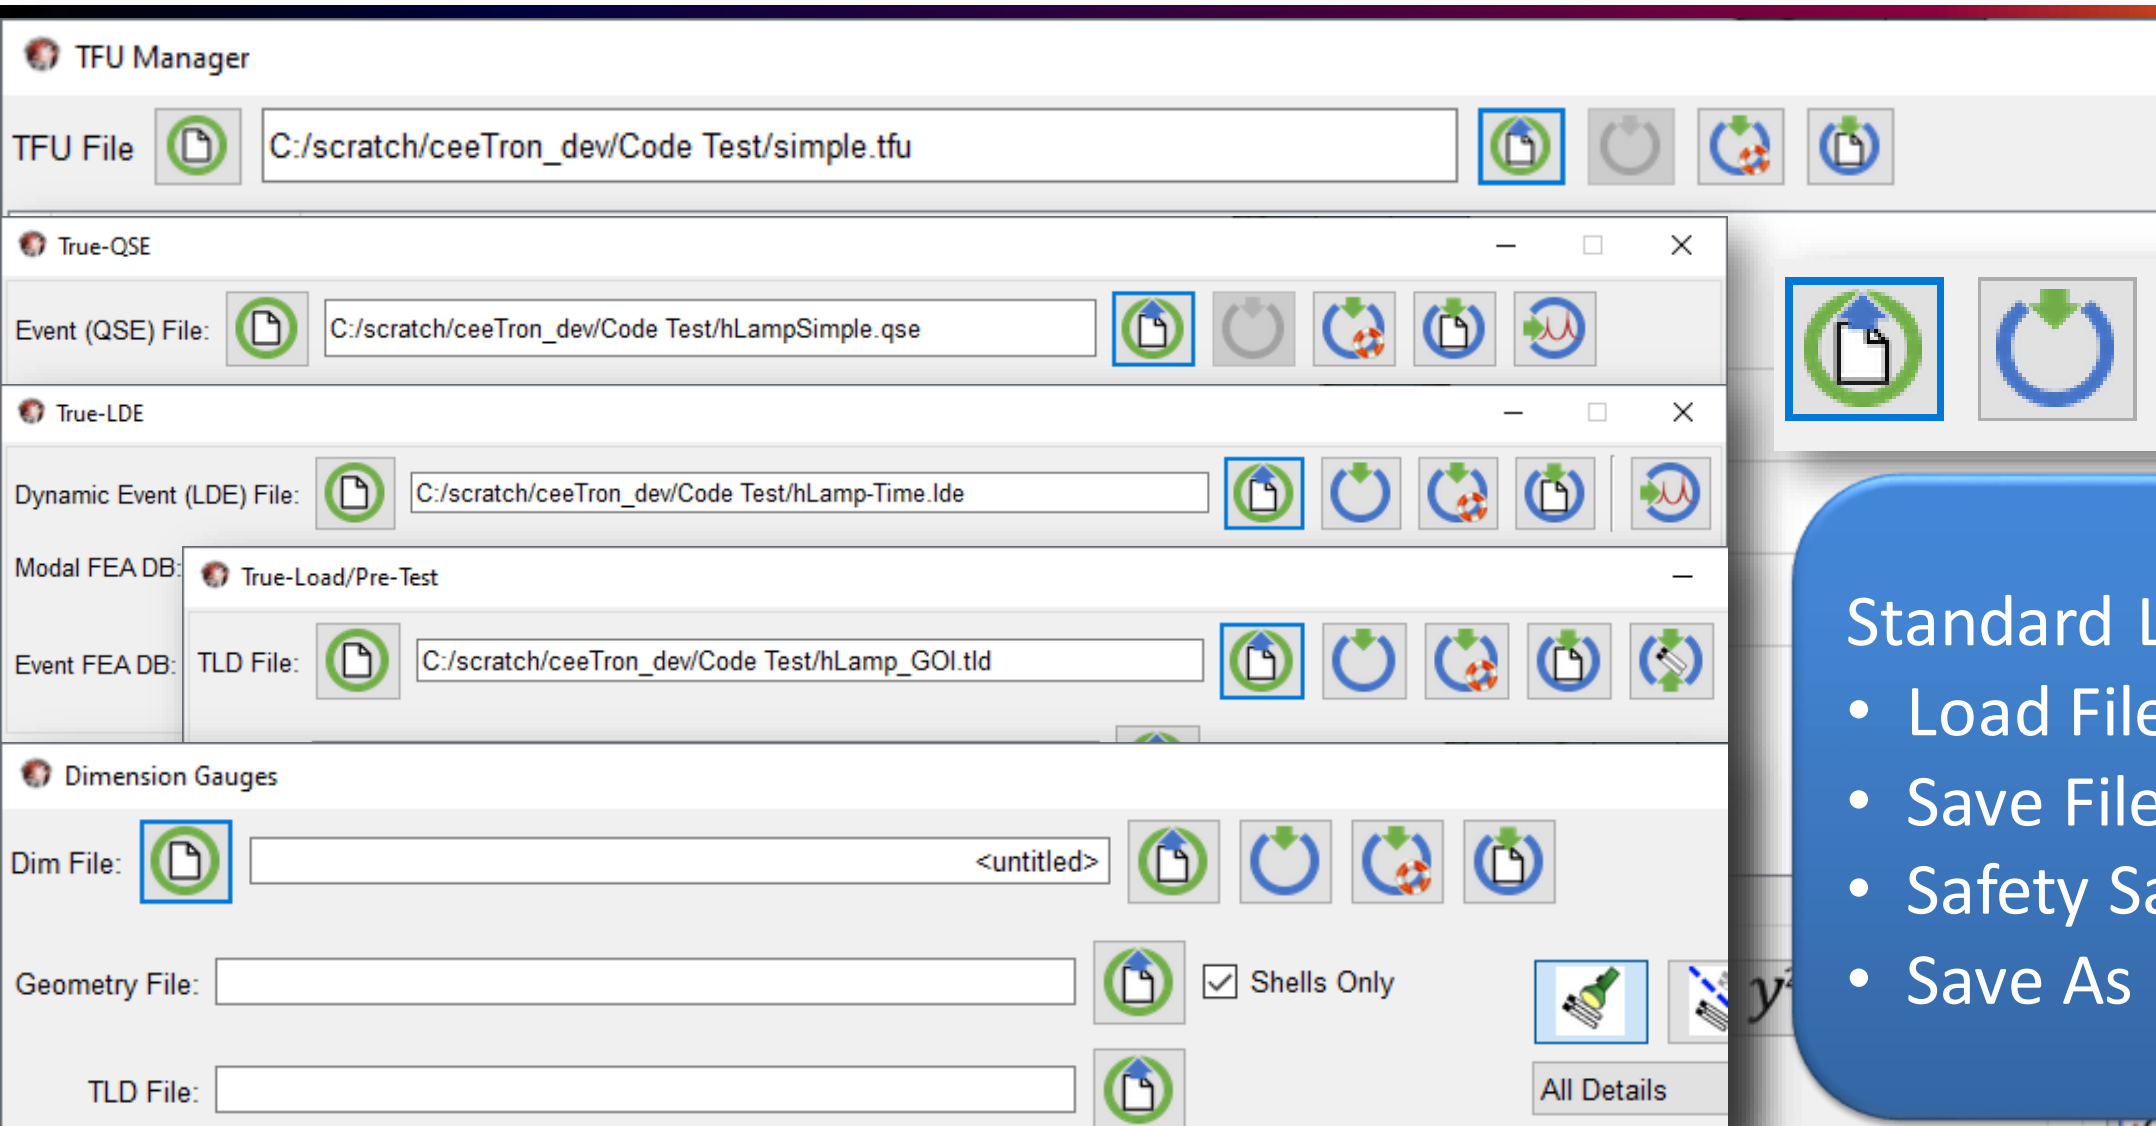 TFU Manager
TFU File C:/scratch/ceeTron_dev/Code Test/simple.tfu
True-QSE
Event (QSE) File: C:/scratch/ceeTron_dev/Code Test/hLampSimple.qse
True-LDE
Dynamic Event (LDE) File: C:/scratch/ceeTron_dev/Code Test/hLamp-Time.lde
Modal FEA DB:
True-Load/Pre-Test
Event FEA DB:
TLD File: C:/scratch/ceeTron_dev/Code Test/hLamp_GOI.tld
Dimension Gauges
Dim File: <untitled>
Geometry File: Shells Only
TLD File: All Details
Standard
• Load File
• Save File
• Safety
• Save As